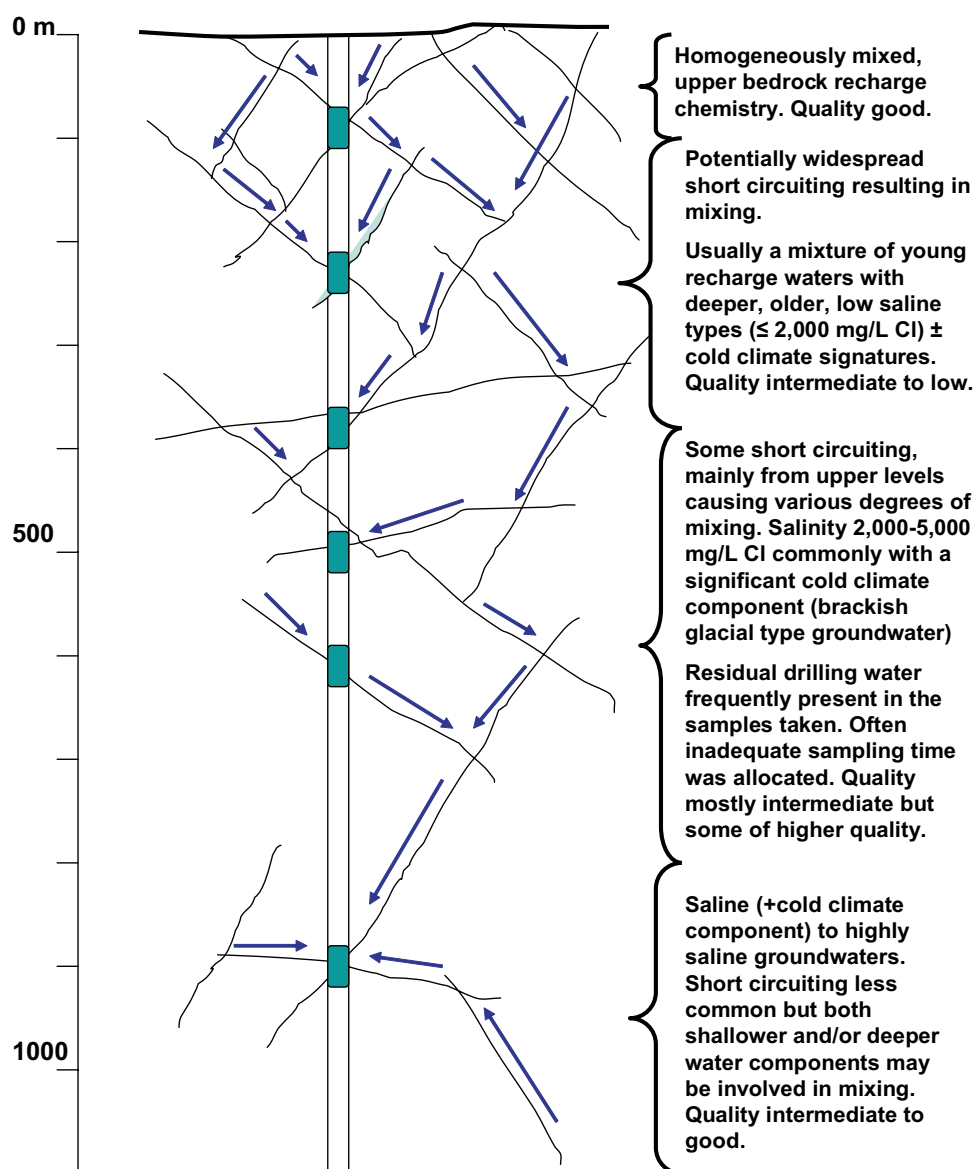 0 m
Homogeneously mixed,
upper bedrock recharge
chemistry. Quality good.
Potentially widespread
short circuiting resulting in
mixing.
Usually a mixture of young
recharge waters with
deeper, older, low saline
types (≤ 2,000 mg/L Cl) ±
cold climate signatures.
Quality intermediate to low.
Some short circuiting,
mainly from upper levels
causing various degrees of
mixing. Salinity 2,000-5,000
mg/L Cl commonly with a
significant cold climate
component (brackish
glacial type groundwater)
500
Residual drilling water
frequently present in the
samples taken. Often
inadequate sampling time
was allocated. Quality
mostly intermediate but
some of higher quality.
Saline (+cold climate
component) to highly
saline groundwaters.
Short circuiting less
common but both
shallower and/or deeper
water components may
be involved in mixing.
Quality intermediate to
good.
1000